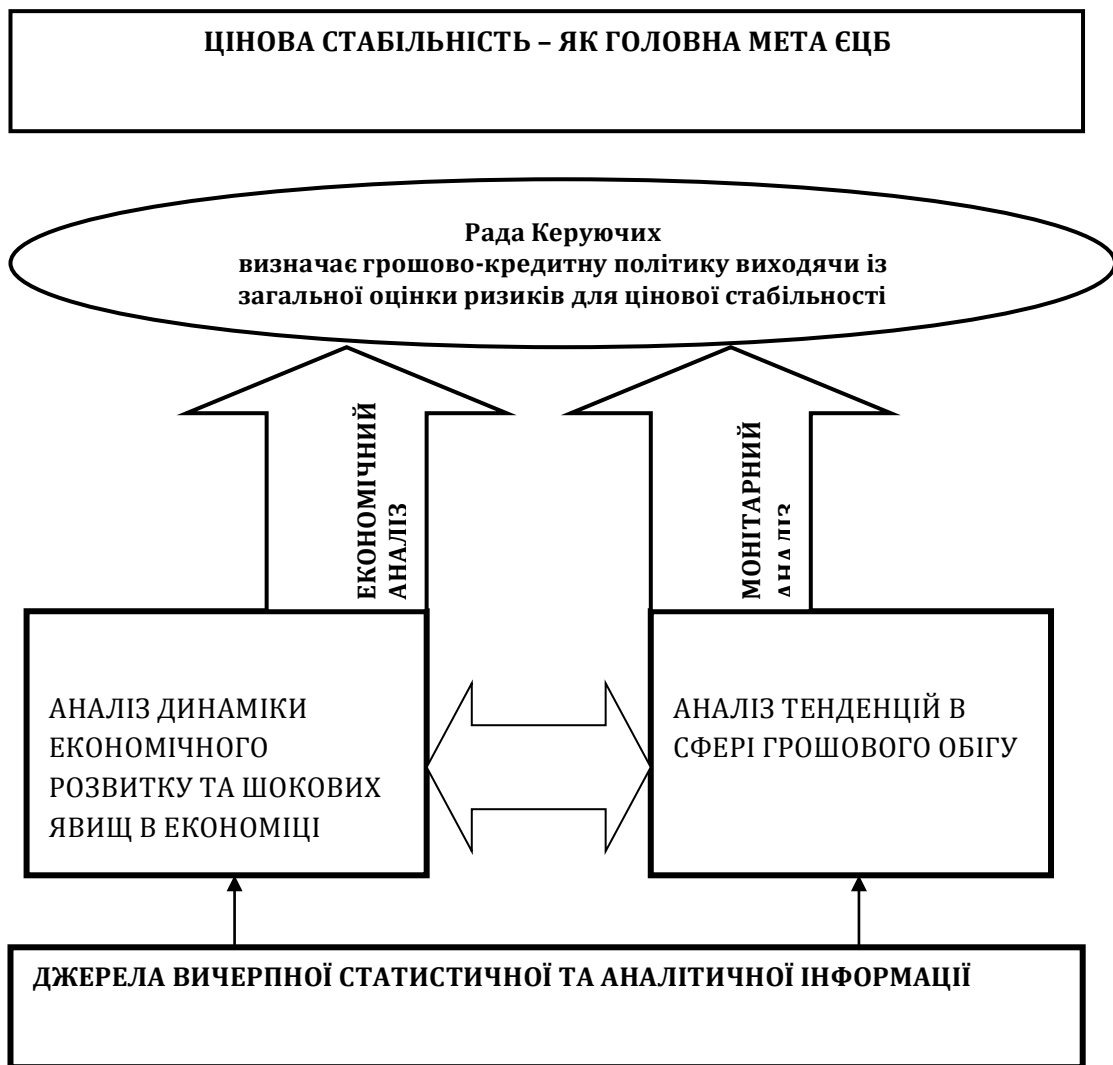 ЦІНОВА СТАБІЛЬНІСТЬ – ЯК ГОЛОВНА МЕТА ЄЦБ
Рада Керуючих
визначає грошово-кредитну політику виходячи із
загальної оцінки ризиків для цінової стабільності
ЕКОНОМІЧНИЙ
АНАЛІЗ
МОНІТАРНИЙ
АНАЛІЗ
АНАЛІЗ ДИНАМІКИ
ЕКОНОМІЧНОГО
РОЗВИТКУ ТА ШОКОВИХ
ЯВИЩ В ЕКОНОМІЦІ
АНАЛІЗ ТЕНДЕНЦІЙ В
СФЕРІ ГРОШОВОГО ОБІГУ
ДЖЕРЕЛА ВИЧЕРПНОЇ СТАТИСТИЧНОЇ ТА АНАЛІТИЧНОЇ ІНФОРМАЦІЇ